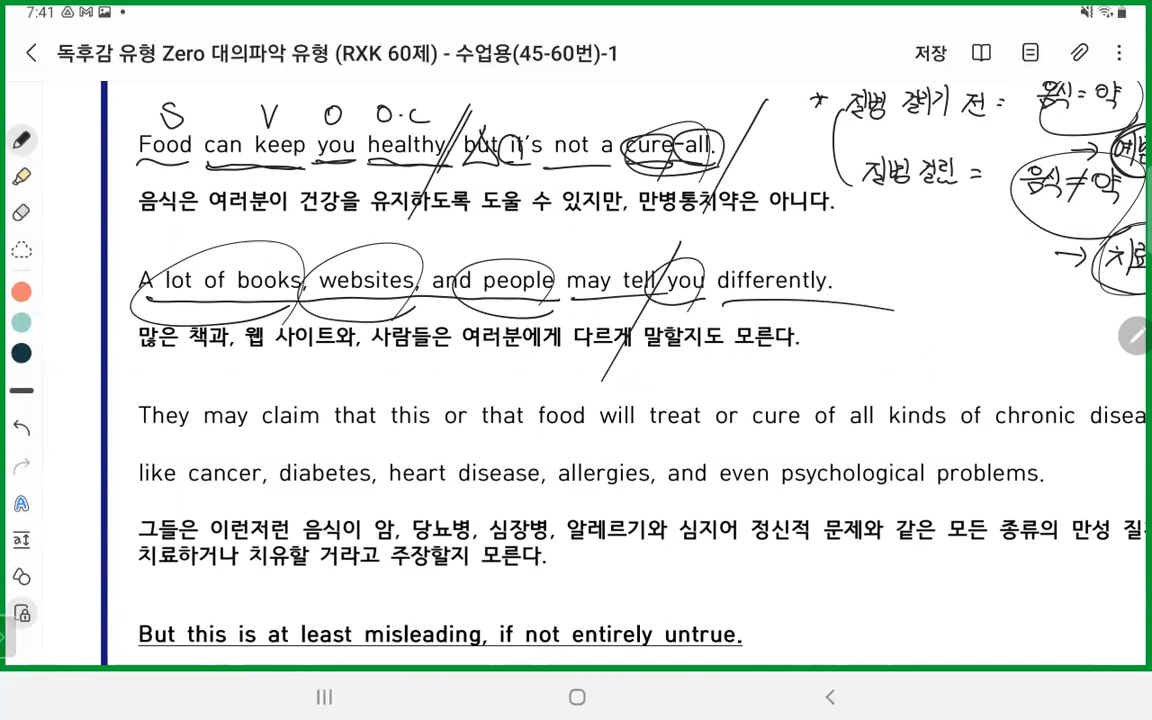 7:41
독후감 유형 Zero 대의파악 유형 (RXK 60제) - 수업용(45-60번)-1
저장
S V O O.C
* 질병 걸리기 전 = 음식 = 약
Food can keep you healthy, but it's not a cure-all.
→
질병 걸린 = 음식 ≠ 약
음식은 여러분이 건강을 유지하도록 도울 수 있지만, 만병통치약은 아니다.
→ 치료
A lot of books, websites, and people may tell you differently.
많은 책과, 웹 사이트와, 사람들은 여러분에게 다르게 말할지도 모른다.
They may claim that this or that food will treat or cure of all kinds of chronic disea
like cancer, diabetes, heart disease, allergies, and even psychological problems.
그들은 이런저런 음식이 암, 당뇨병, 심장병, 알레르기와 심지어 정신적 문제와 같은 모든 종류의 만성 질
치료하거나 치유할 거라고 주장할지 모른다.
But this is at least misleading, if not entirely untrue.